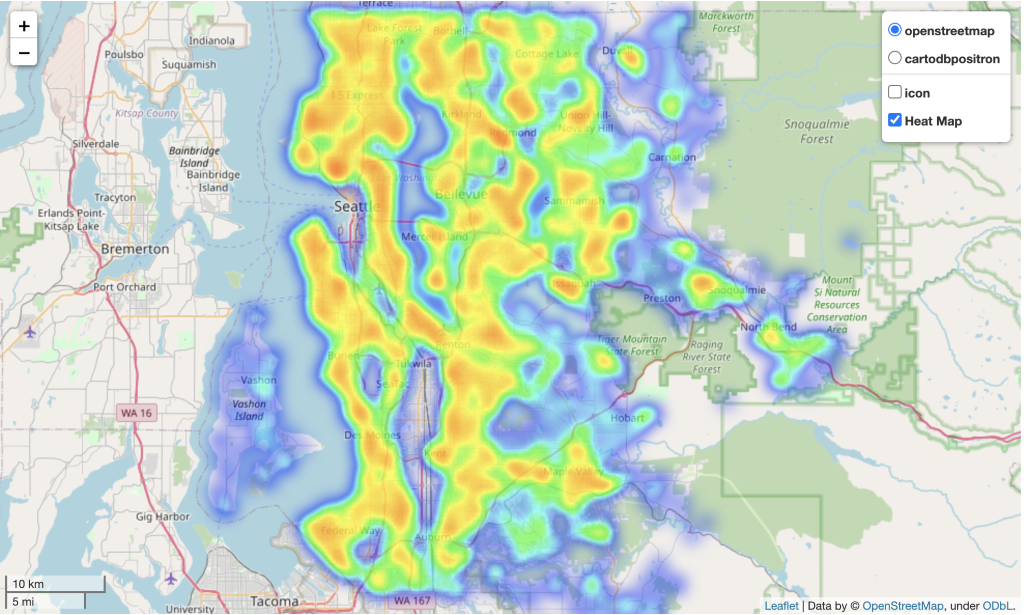 +
−
Terrace
Lake Forest
Park
Bothell
Cottage Lake
Duvall
Marckworth
Forest
openstreetmap
cartodbpositron
icon
Heat Map
Indianola
Poulsbo
Suquamish
Kitsap County
I 5 Express
Kirkland
Redmond
Union Hill-
Novelty Hill
Snoqualmie
Forest
Silverdale
Bainbridge
Island
Bainbridge
Island
Carnation
Tracyton
Erlands Point-
Kitsap Lake
Seattle
Bellevue
Sammamish
Bremerton
Mercer Island
Port Orchard
Issaquah
Preston
Snoqualmie
Mount
Si Natural
Resources
Conservation
Area
North Bend
Burien
Renton
Tiger Mountain
State Forest
Raging
River State
Forest
Tukwila
SeaTac
Vashon
Vashon
Island
WA 16
Hobart
Des Moines
Kent
Maple Valley
Gig Harbor
Federal Way
Auburn
10 km
5 mi
University
Tacoma
WA 167
Leaflet | Data by © OpenStreetMap, under ODbL.